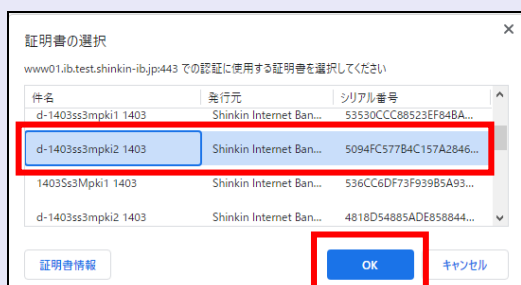 証明書の選択
www01.ib.test.shinkin-ib.jp:443 での認証に使用する証明書を選択してください
件名 発行元 シリアル番号
d-1403ss3mpki1 1403 Shinkin Internet Ban... 53530CCC88523EF84BA...
d-1403ss3mpki2 1403 Shinkin Internet Ban... 5094FC577B4C157A2846...
1403Ss3Mpki1 1403 Shinkin Internet Ban... 536CC6DF73F939B5A93...
d-1403ss3mpki2 1403 Shinkin Internet Ban... 4818D54885ADE858844...
証明書情報 OK キャンセル